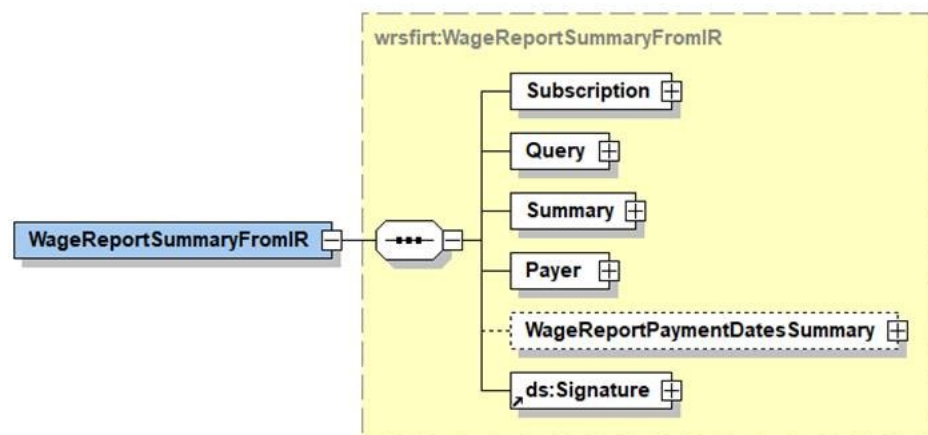 wrsfirt:WageReportSummaryFromIR
Subscription
Query
Summary
WageReportSummaryFromIR
Payer
WageReportPaymentDatesSummary
ds:Signature